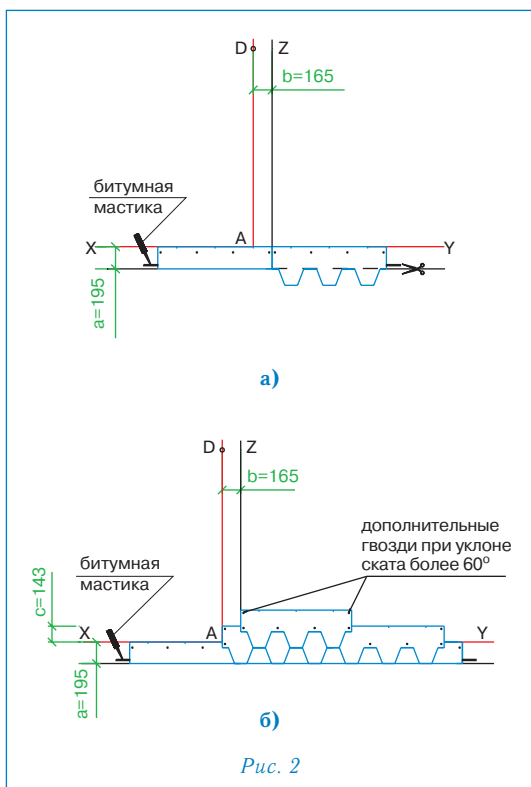 D Z
b=165
битумная
мастика
X A Y
a=195
а)
D Z
b=165
дополнительные
гвозди при уклоне
ската более 60°
битумная
мастика
c=143
X A Y
a=195
б)
Рис. 2